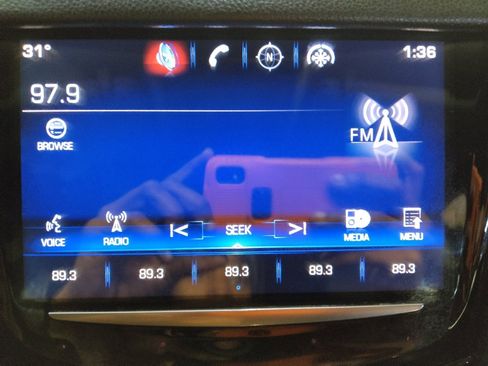 31° 1:36
97.9
FM
BROWSE
VOICE RADIO SEEK MEDIA MENU
89.3 89.3 89.3 89.3 89.3